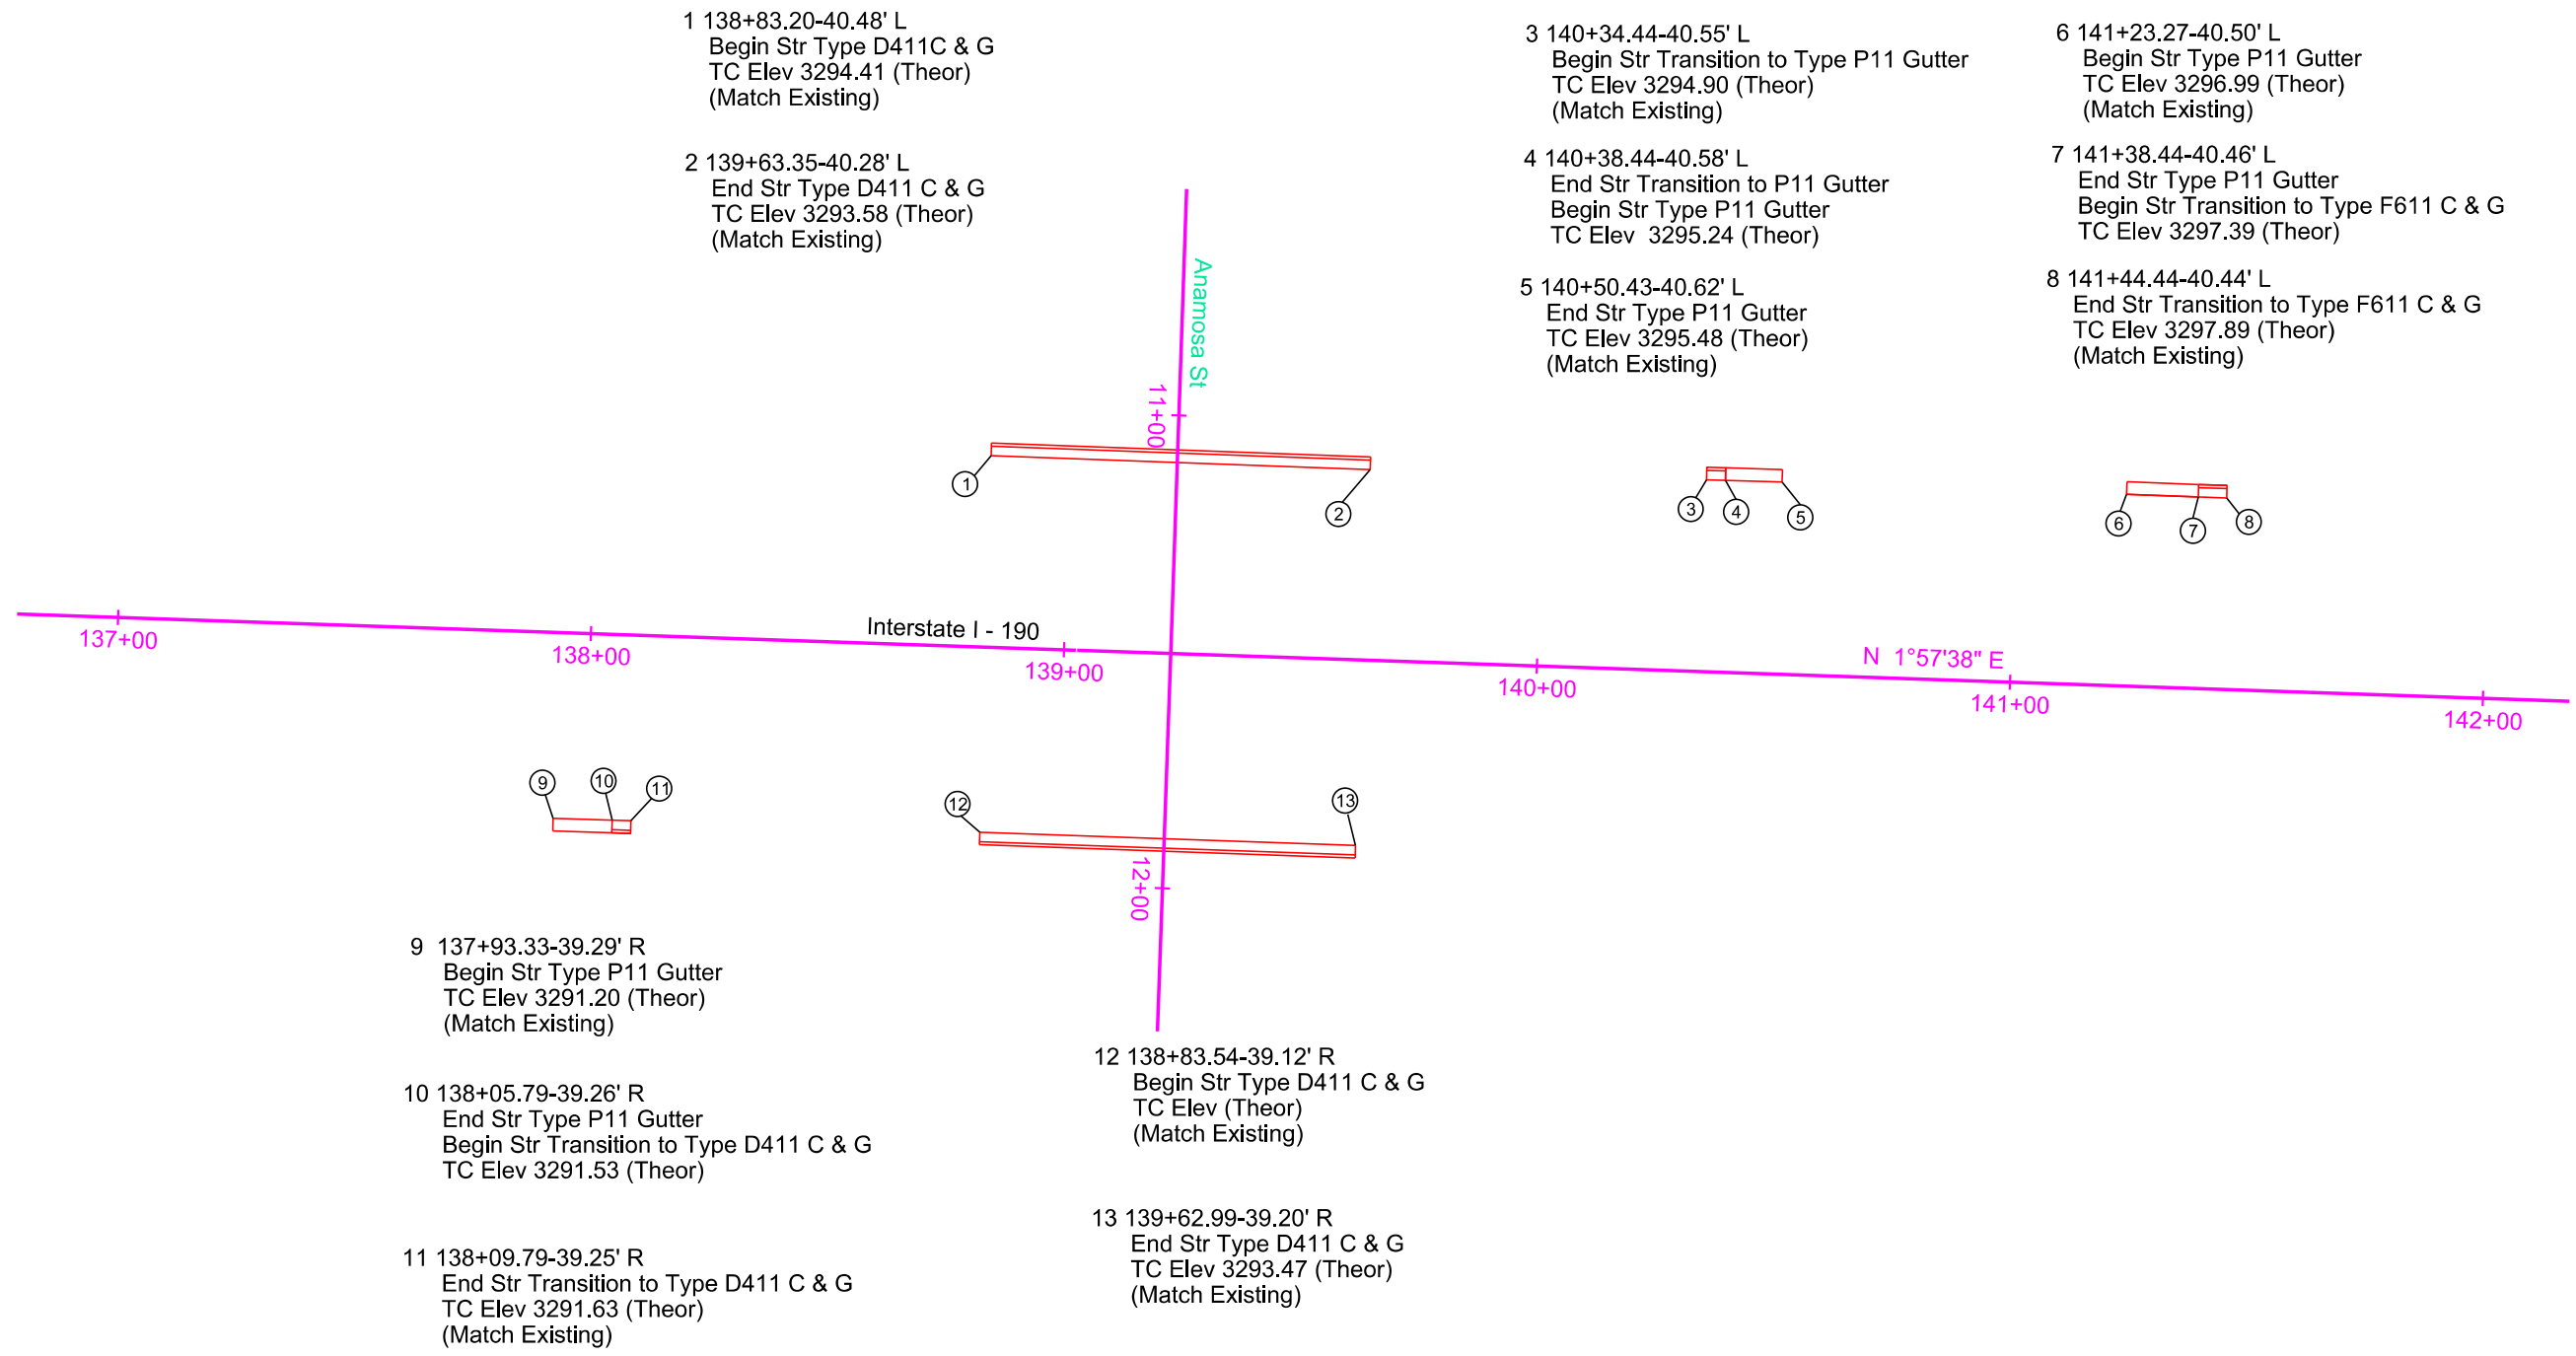 1 138+83.20-40.48' L
Begin Str Type D411C & G
TC Elev 3294.41 (Theor)
(Match Existing)
2 139+63.35-40.28' L
End Str Type D411 C & G
TC Elev 3293.58 (Theor)
(Match Existing)
3 140+34.44-40.55' L
Begin Str Transition to Type P11 Gutter
TC Elev 3294.90 (Theor)
(Match Existing)
4 140+38.44-40.58' L
End Str Transition to P11 Gutter
Begin Str Type P11 Gutter
TC Elev 3295.24 (Theor)
5 140+50.43-40.62' L
End Str Type P11 Gutter
TC Elev 3295.48 (Theor)
(Match Existing)
6 141+23.27-40.50' L
Begin Str Type P11 Gutter
TC Elev 3296.99 (Theor)
(Match Existing)
7 141+38.44-40.46' L
End Str Type P11 Gutter
Begin Str Transition to Type F611 C & G
TC Elev 3297.39 (Theor)
8 141+44.44-40.44' L
End Str Transition to Type F611 C & G
TC Elev 3297.89 (Theor)
(Match Existing)
Anamosa St
11+00
1
2
3
4
5
6
7
8
Interstate I - 190
N 1°57'38" E
137+00
138+00
139+00
140+00
141+00
142+00
9
10
11
12
13
12+00
9 137+93.33-39.29' R
Begin Str Type P11 Gutter
TC Elev 3291.20 (Theor)
(Match Existing)
10 138+05.79-39.26' R
End Str Type P11 Gutter
Begin Str Transition to Type D411 C & G
TC Elev 3291.53 (Theor)
11 138+09.79-39.25' R
End Str Transition to Type D411 C & G
TC Elev 3291.63 (Theor)
(Match Existing)
12 138+83.54-39.12' R
Begin Str Type D411 C & G
TC Elev (Theor)
(Match Existing)
13 139+62.99-39.20' R
End Str Type D411 C & G
TC Elev 3293.47 (Theor)
(Match Existing)